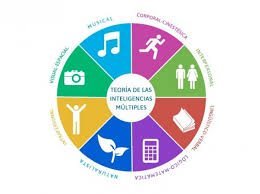 TEORÍA DE LAS
INTELIGENCIAS
MÚLTIPLES
MUSICAL
CORPORAL-CINESTÉSICA
INTERPERSONAL
LINGÜÍSTICO-VERBAL
LÓGICO-MATEMÁTICA
NATURALISTA
INTRAPERSONAL
VISUAL-ESPACIAL